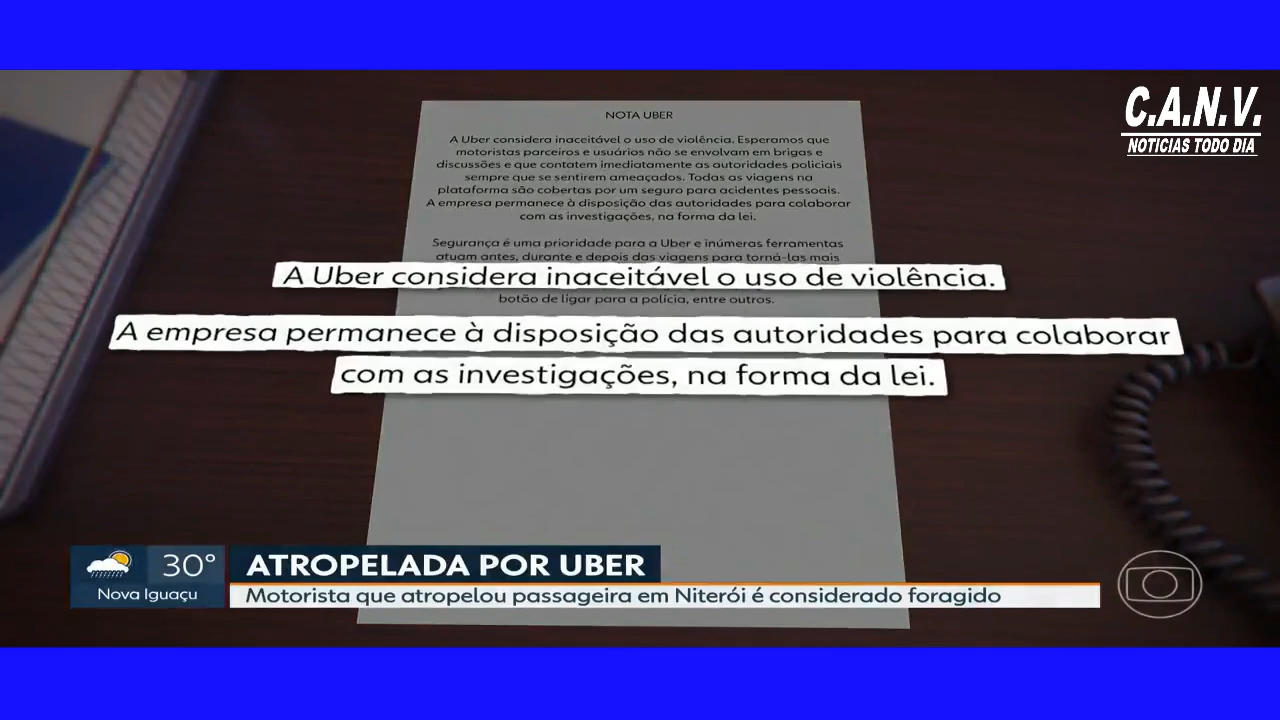 C.A.N.V.
NOTICIAS TODO DIA
NOTA UBER
A Uber considera inaceitável o uso de violência. Esperamos que
motoristas parceiros e usuários não se envolvam em brigas e
discussões e que contatem imediatamente as autoridades policiais
sempre que se sentirem ameaçados. Todas as viagens na
plataforma são cobertas por um seguro para acidentes pessoais.
A empresa permanece à disposição das autoridades para colaborar
com as investigações, na forma da lei.
Segurança é uma prioridade para a Uber e inúmeras ferramentas
atuam antes, durante e depois das viagens para torná-las mais
A Uber considera inaceitável o uso de violência.
botão de ligar para a polícia, entre outros.
A empresa permanece à disposição das autoridades para colaborar
com as investigações, na forma da lei.
30°
Nova Iguaçu
ATROPELADA POR UBER
Motorista que atropelou passageira em Niterói é considerado foragido